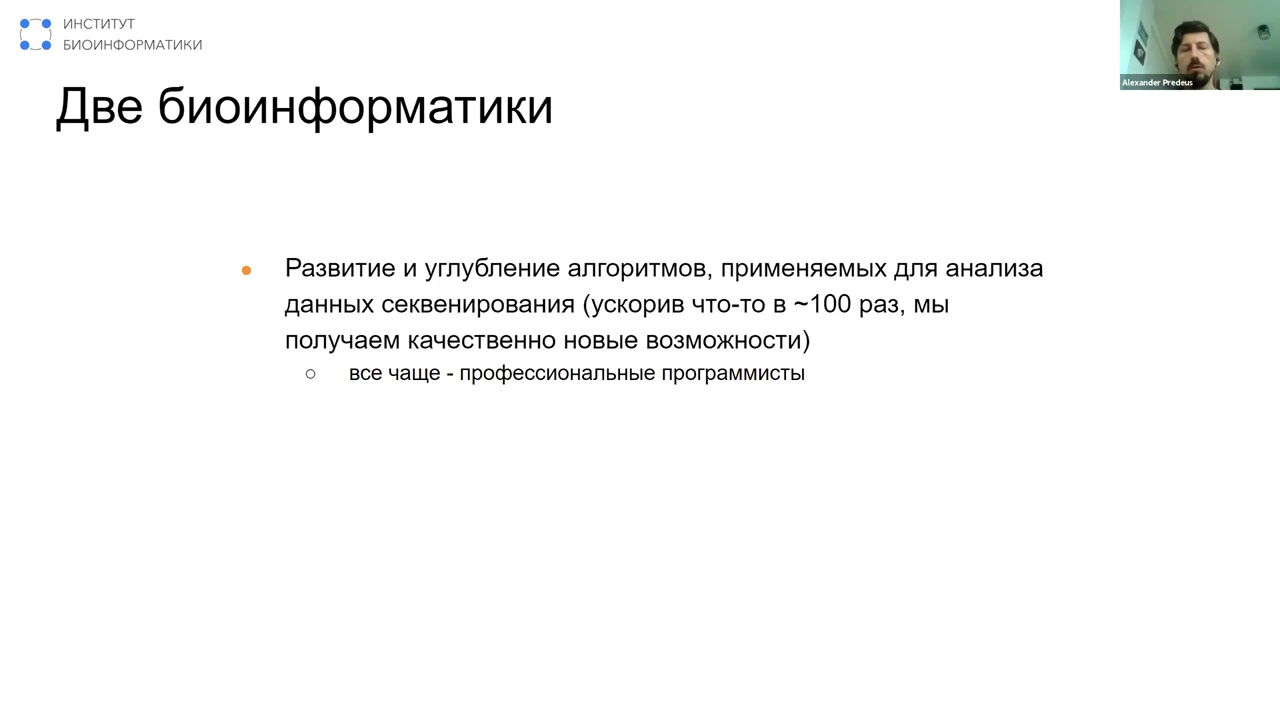 ИНСТИТУТ
БИОИНФОРМАТИКИ
Alexander Predeus
Две биоинформатики
Развитие и углубление алгоритмов, применяемых для анализа
данных секвенирования (ускорив что-то в ~100 раз, мы
получаем качественно новые возможности)
все чаще - профессиональные программисты